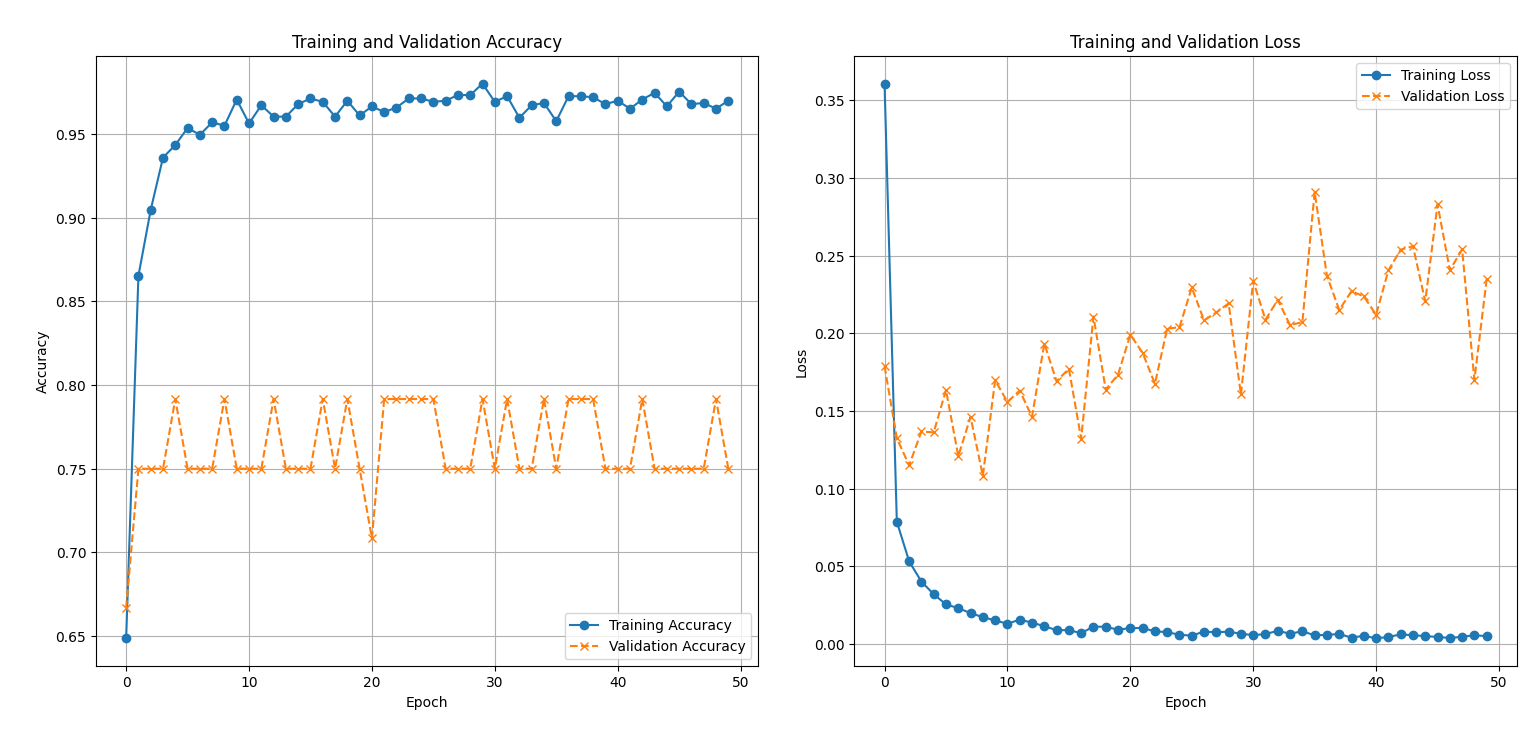 Training and Validation Accuracy
0.95
0.90
0.85
0.80
0.75
0.70
0.65
Accuracy
0 10 20 30 40 50
Epoch
Training Accuracy
Validation Accuracy
Training and Validation Loss
0.35
0.30
0.25
0.20
0.15
0.10
0.05
0.00
Loss
0 10 20 30 40 50
Epoch
Training Loss
Validation Loss